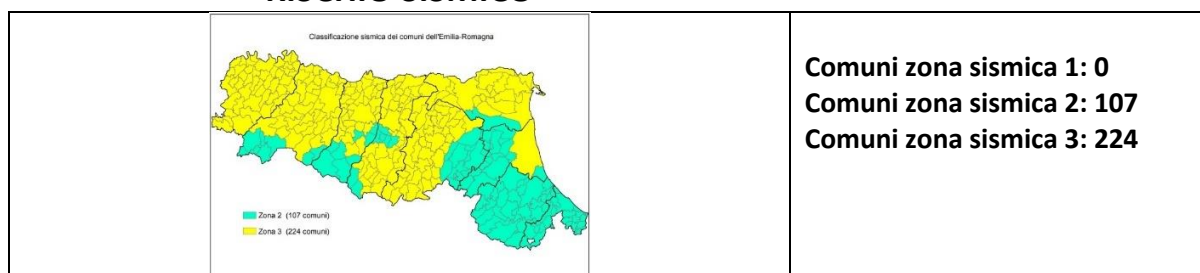 Classificazione sismica dei comuni dell'Emilia-Romagna
Zona 2 (107 comuni)
Zona 3 (224 comuni)
Comuni zona sismica 1: 0
Comuni zona sismica 2: 107
Comuni zona sismica 3: 224